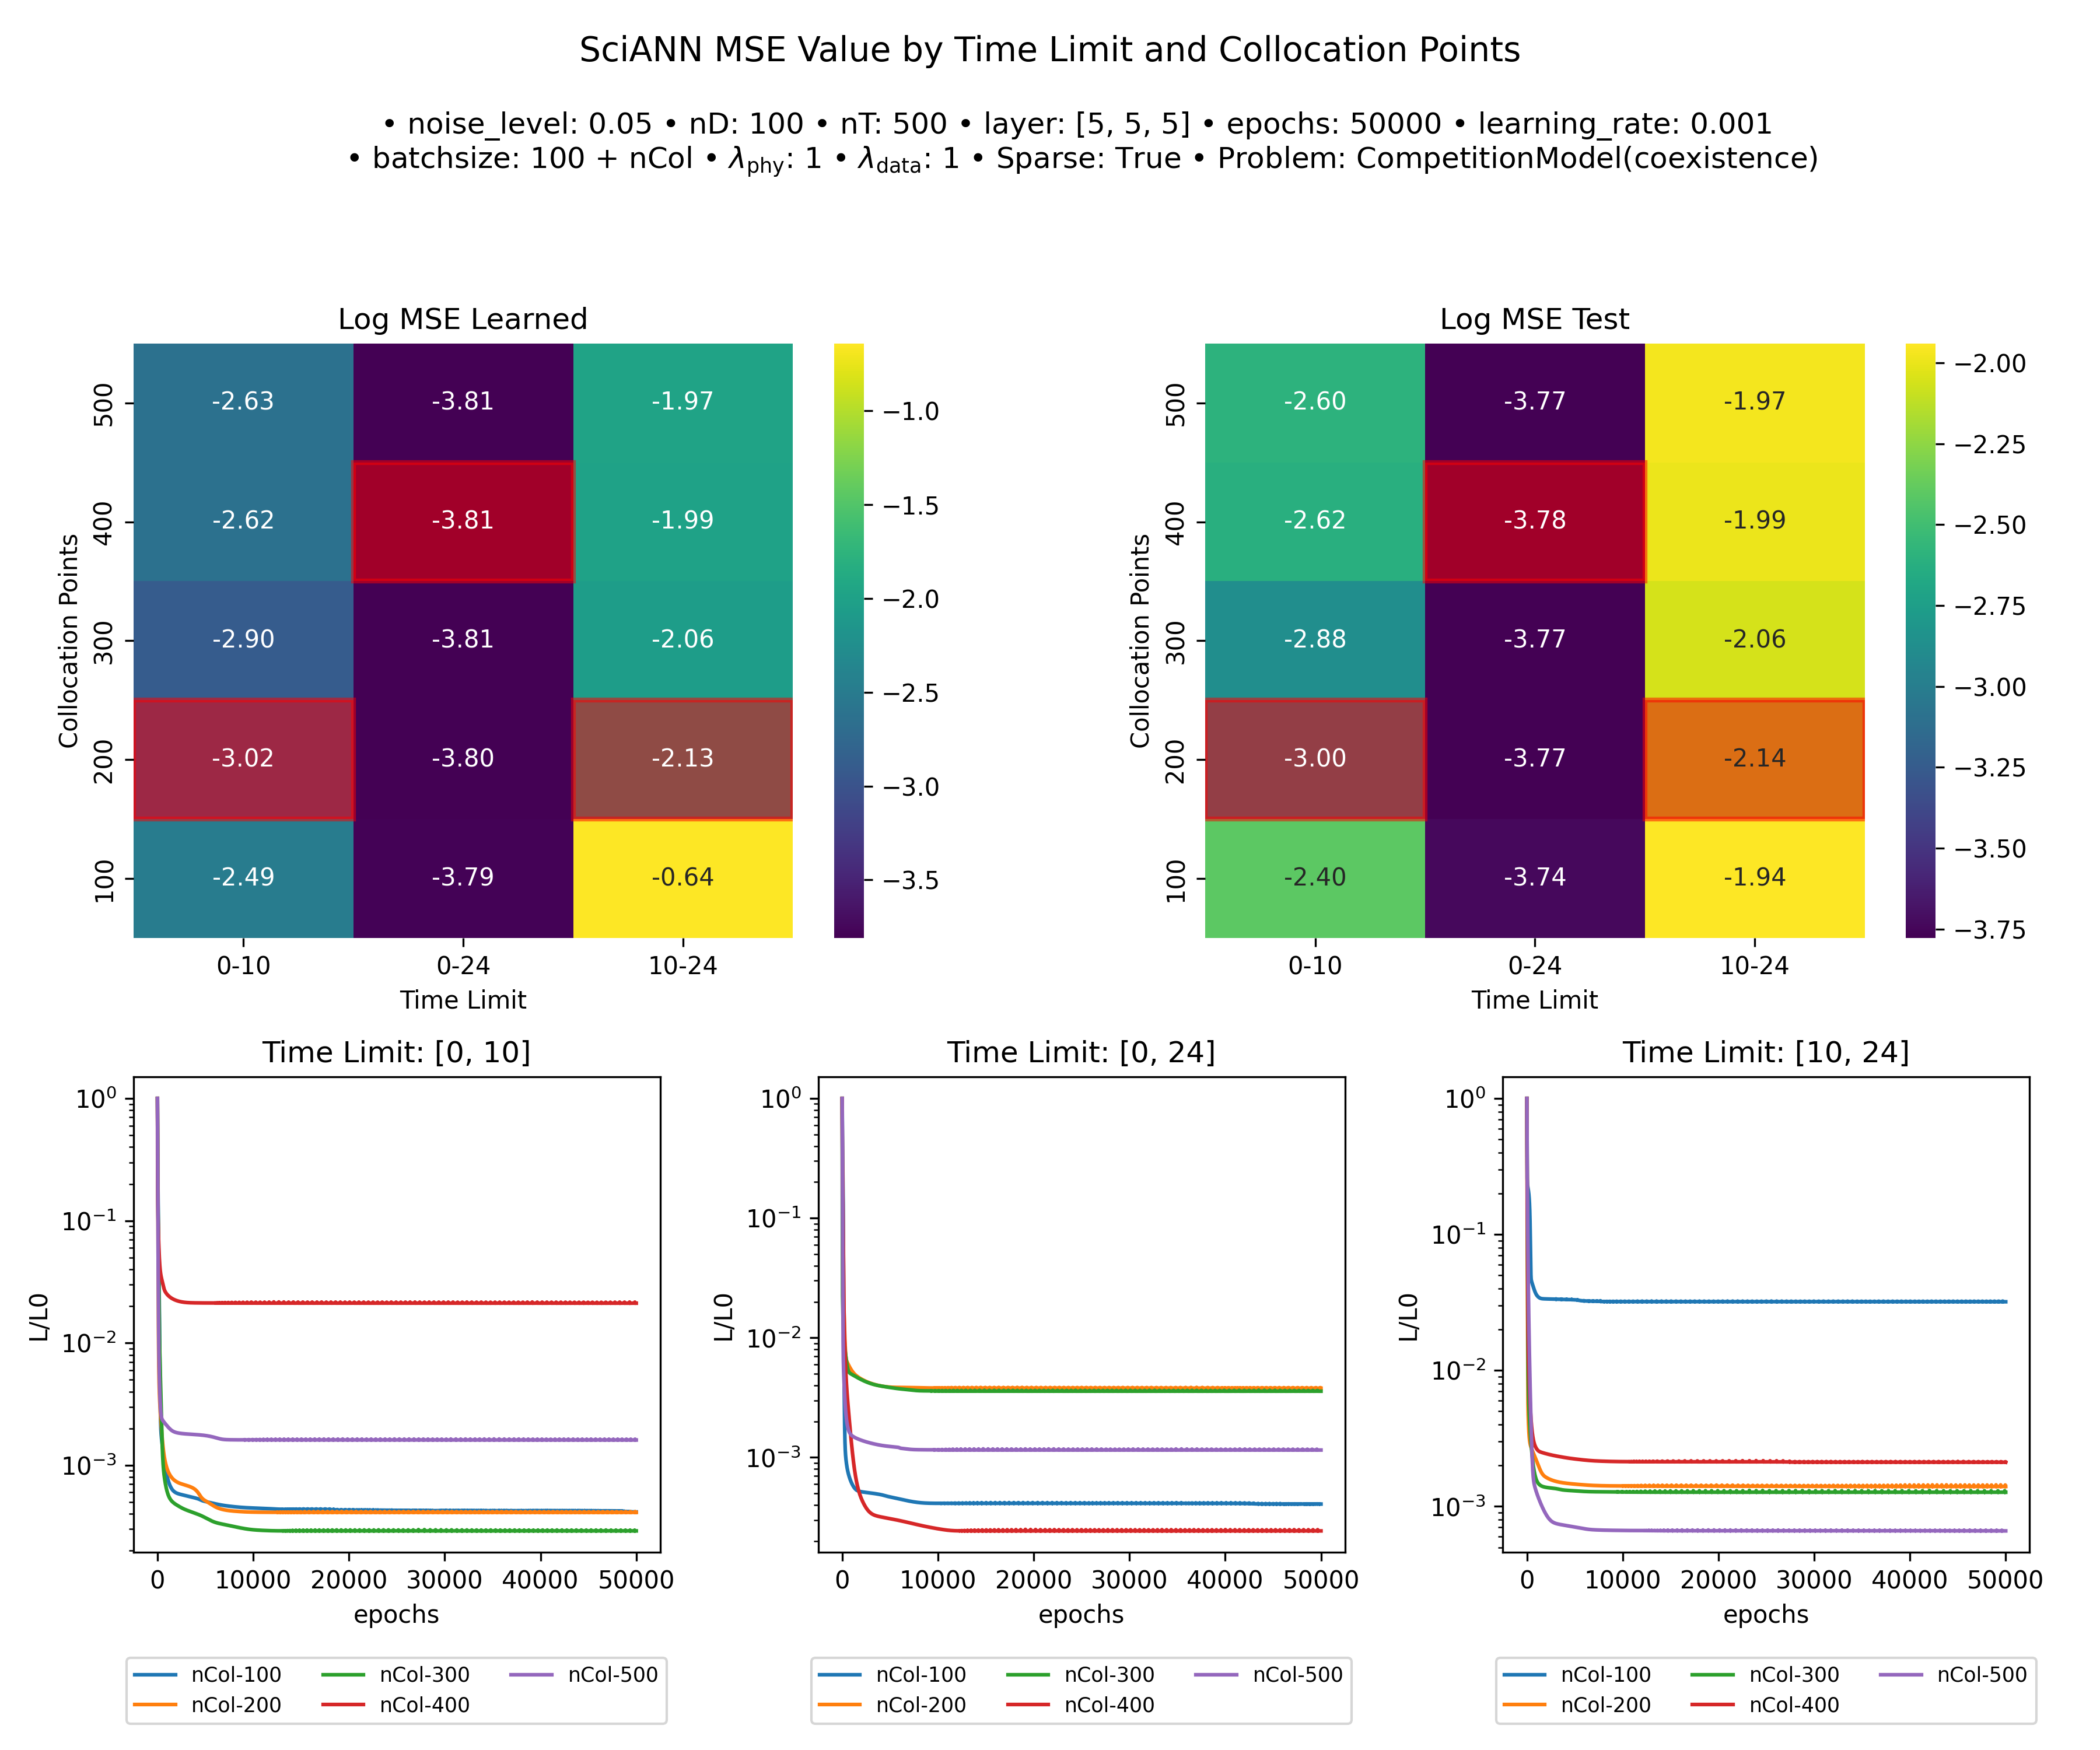 SciANN MSE Value by Time Limit and Collocation Points
• noise_level: 0.05 • nD: 100 • nT: 500 • layer: [5, 5, 5] • epochs: 50000 • learning_rate: 0.001
• batchsize: 100 + nCol • λphy: 1 • λdata: 1 • Sparse: True • Problem: CompetitionModel(coexistence)
Log MSE Learned
Collocation Points
500
400
300
200
100
-2.63 -3.81 -1.97
-2.62 -3.81 -1.99
-2.90 -3.81 -2.06
-3.02 -3.80 -2.13
-2.49 -3.79 -0.64
0-10 0-24 10-24
Time Limit
−1.0
−1.5
−2.0
−2.5
−3.0
−3.5
Log MSE Test
Collocation Points
500
400
300
200
100
-2.60 -3.77 -1.97
-2.62 -3.78 -1.99
-2.88 -3.77 -2.06
-3.00 -3.77 -2.14
-2.40 -3.74 -1.94
0-10 0-24 10-24
Time Limit
−2.00
−2.25
−2.50
−2.75
−3.00
−3.25
−3.50
−3.75
Time Limit: [0, 10]
L/L0
10⁰
10⁻¹
10⁻²
10⁻³
0 10000 20000 30000 40000 50000
epochs
nCol-100 nCol-300 nCol-500
nCol-200 nCol-400
Time Limit: [0, 24]
L/L0
10⁰
10⁻¹
10⁻²
10⁻³
0 10000 20000 30000 40000 50000
epochs
nCol-100 nCol-300 nCol-500
nCol-200 nCol-400
Time Limit: [10, 24]
L/L0
10⁰
10⁻¹
10⁻²
10⁻³
0 10000 20000 30000 40000 50000
epochs
nCol-100 nCol-300 nCol-500
nCol-200 nCol-400